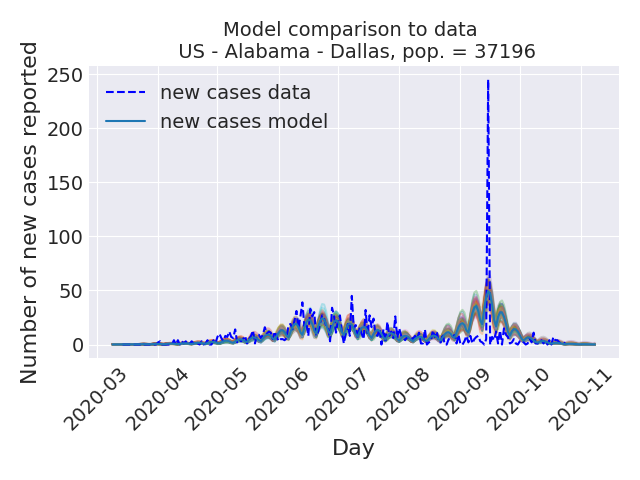 Model comparison to data
US - Alabama - Dallas, pop. = 37196
Number of new cases reported
250
200
150
100
50
0
new cases data
new cases model
2020-03
2020-04
2020-05
2020-06
2020-07
2020-08
2020-09
2020-10
2020-11
Day